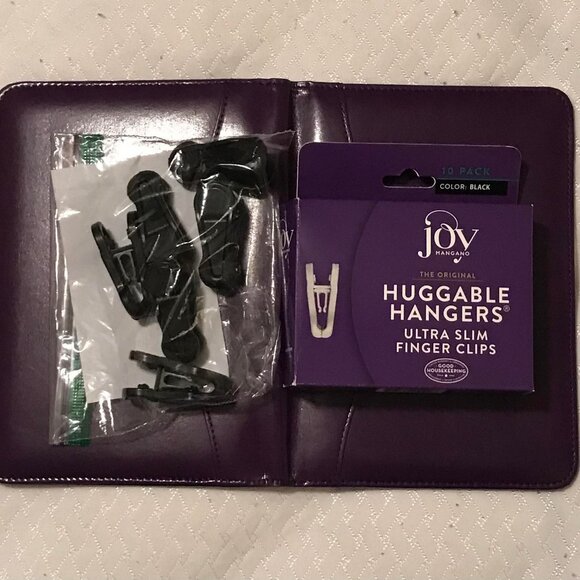 10 PACK
COLOR: BLACK
joy
MANGANO
THE ORIGINAL
HUGGABLE
HANGERS®
ULTRA SLIM
FINGER CLIPS
GOOD
HOUSEKEEPING